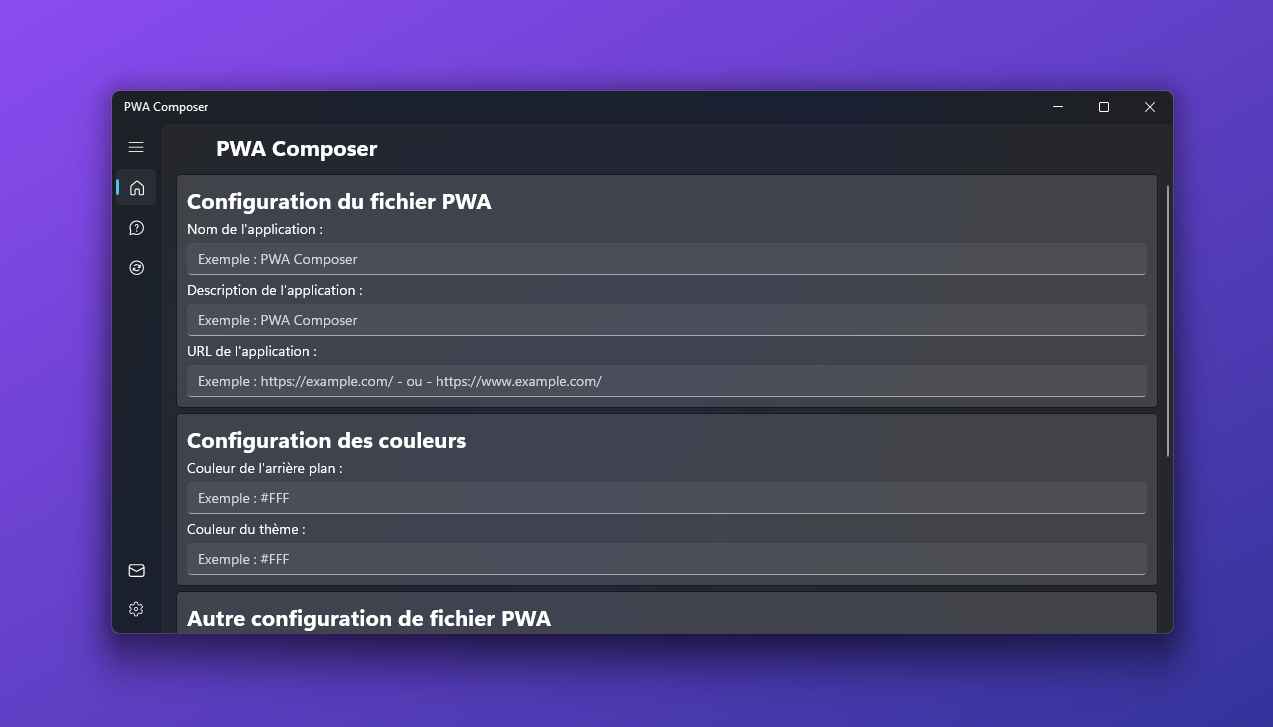 PWA Composer
PWA Composer
Configuration du fichier PWA
Nom de l'application :
Exemple : PWA Composer
Description de l'application :
Exemple : PWA Composer
URL de l'application :
Exemple : https://example.com/ - ou - https://www.example.com/
Configuration des couleurs
Couleur de l'arrière plan :
Exemple : #FFF
Couleur du thème :
Exemple : #FFF
Autre configuration de fichier PWA